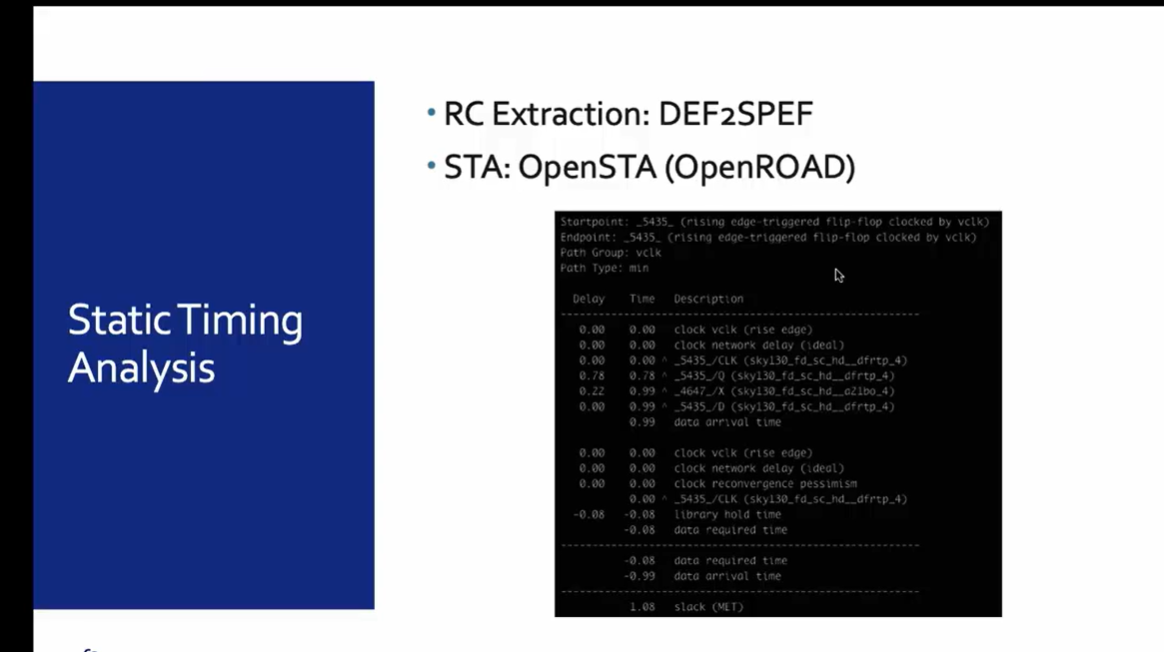 • RC Extraction: DEF2SPEF
• STA: OpenSTA (OpenROAD)
Static Timing
Analysis
Startpoint: _5435_ (rising edge-triggered flip-flop clocked by vclk)
Endpoint: _5435_ (rising edge-triggered flip-flop clocked by vclk)
Path Group: vclk
Path Type: min
Delay Time Description
0.00 0.00 clock vclk (rise edge)
0.00 0.00 clock network delay (ideal)
0.00 0.00 ^ _5435_/CLK (sky130_fd_sc_hd__dfrtp_4)
0.78 0.78 ^ _5435_/Q (sky130_fd_sc_hd__dfrtp_4)
0.22 0.99 ^ _4647_/X (sky130_fd_sc_hd__a21bo_4)
0.00 0.99 ^ _5435_/D (sky130_fd_sc_hd__dfrtp_4)
0.99 data arrival time
0.00 0.00 clock vclk (rise edge)
0.00 0.00 clock network delay (ideal)
0.00 0.00 clock reconvergence pessimism
0.00 ^ _5435_/CLK (sky130_fd_sc_hd__dfrtp_4)
-0.08 -0.08 library hold time
-0.08 data required time
-0.08 data required time
-0.99 data arrival time
1.08 slack (MET)